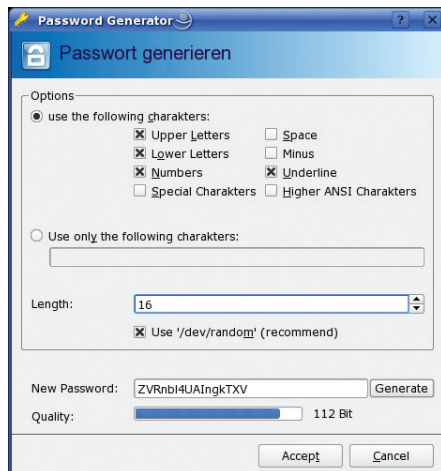 Password Generator
Passwort generieren
Options
use the following charakters:
Upper Letters
Space
Lower Letters
Minus
Numbers
Underline
Special Charakters
Higher ANSI Charakters
Use only the following characters:
Length:
16
Use '/dev/random' (recommend)
New Password:
ZVRnbI4UAIngkTXV
Generate
Quality:
112 Bit
Accept
Cancel